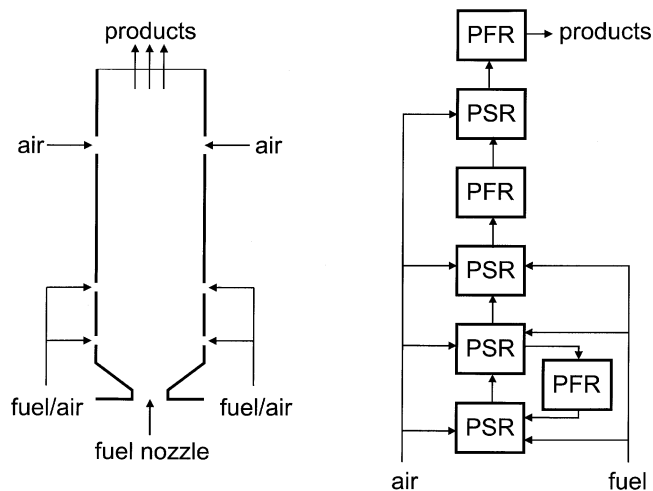 products
air
air
fuel/air
fuel/air
fuel nozzle
PFR
products
PSR
PFR
PSR
PSR
PFR
PSR
air
fuel